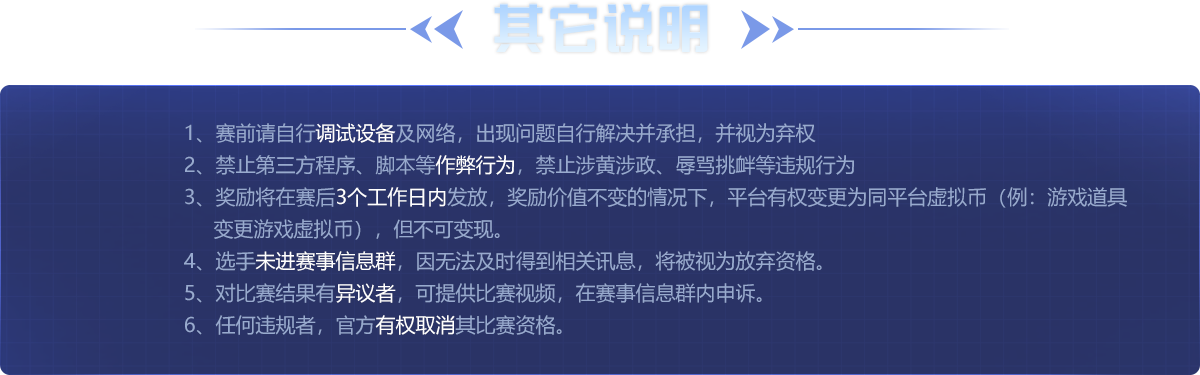 其它说明
1、赛前请自行调试设备及网络，出现问题自行解决并承担，并视为弃权
2、禁止第三方程序、脚本等作弊行为，禁止涉黄涉政、辱骂挑衅等违规行为
3、奖励将在赛后3个工作日内发放，奖励价值不变的情况下，平台有权变更为同平台虚拟币（例：游戏道具
变更游戏虚拟币），但不可变现。
4、选手未进赛事信息群，因无法及时得到相关讯息，将被视为放弃资格。
5、对比赛结果有异议者，可提供比赛视频，在赛事信息群内申诉。
6、任何违规者，官方有权取消其比赛资格。